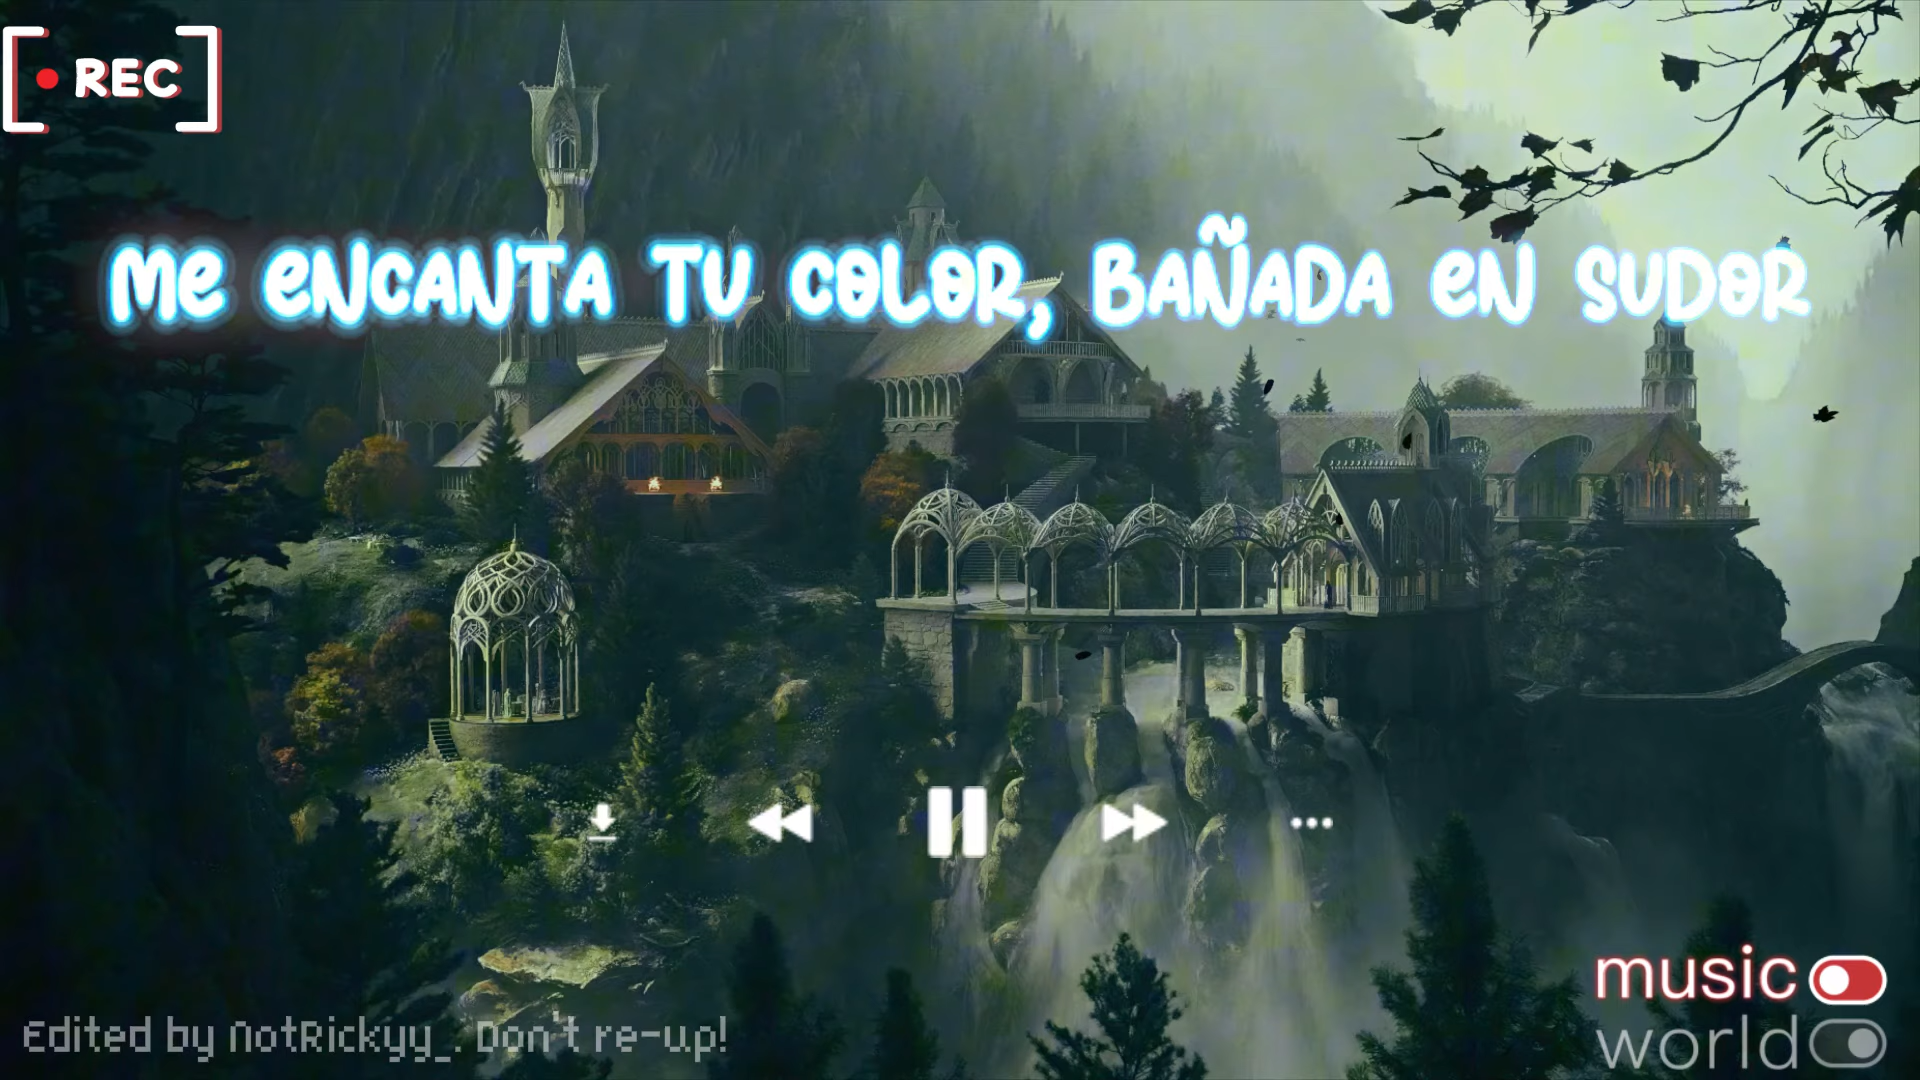 REC
ME ENCANTA TU COLOR, BAÑADA EN SUDOR
Edited by NotRickyy_. Don't re-up!
music
world